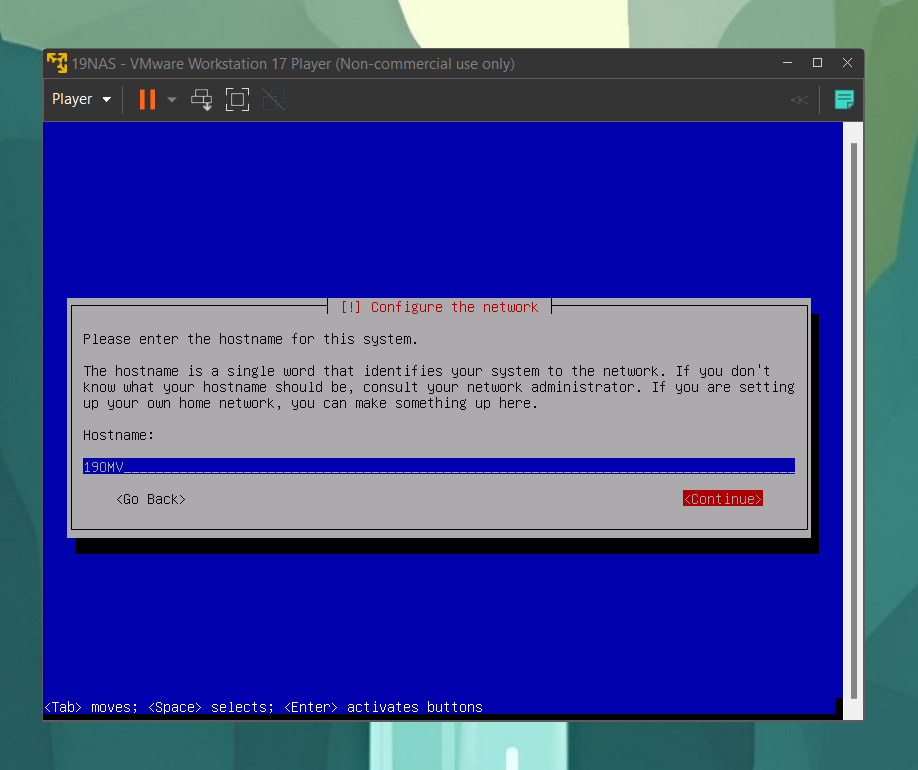 19NAS - VMware Workstation 17 Player (Non-commercial use only)
Player
[!] Configure the network
Please enter the hostname for this system.
The hostname is a single word that identifies your system to the network. If you don't
know what your hostname should be, consult your network administrator. If you are setting
up your own home network, you can make something up here.
Hostname:
19OMV
<Go Back>
<Continue>
<Tab> moves; <Space> selects; <Enter> activates buttons